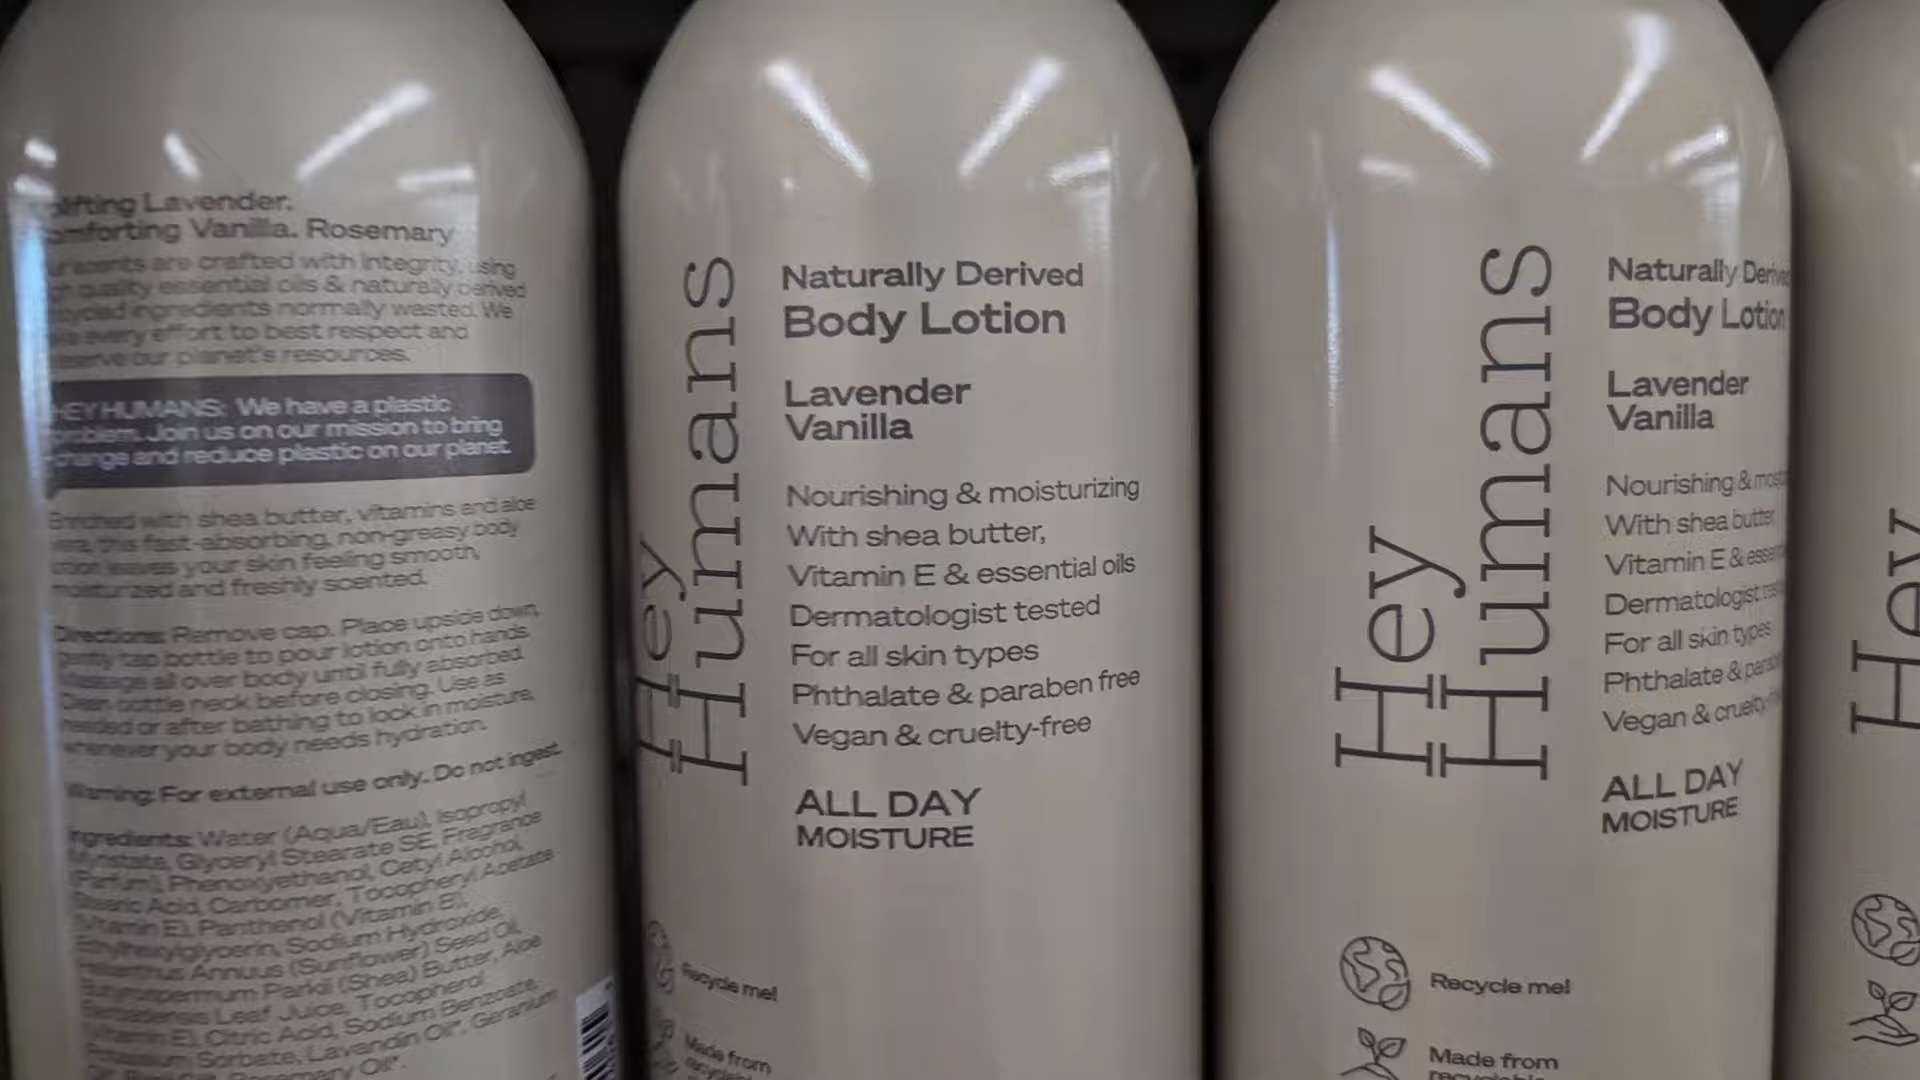 Lavender.
Vanilla. Rosemary
scents are crafted with integrity, using
quality essential oils & naturally derived
ingredients normally wasted. We
every effort to best respect and
our planet's resources.
HEY HUMANS: We have a plastic
problem. Join us on our mission to bring
change and reduce plastic on our planet.
Enriched with shea butter, vitamins and aloe
this fast-absorbing, non-greasy body
leaves your skin feeling smooth,
moisturized and freshly scented.
Directions: Remove cap. Place upside down,
gently tap bottle to pour lotion onto hands.
Massage all over body until fully absorbed.
Clean bottle neck before closing. Use as
needed or after bathing to lock in moisture,
whenever your body needs hydration.
Warning: For external use only. Do not ingest.
Ingredients: Water (Aqua/Eau), Isopropyl
Myristate, Glyceryl Stearate SE, Fragrance
(Parfum), Phenoxyethanol, Cetyl Alcohol,
Stearic Acid, Carbomer, Tocopheryl Acetate
(Vitamin E), Panthenol (Vitamin B),
Ethylhexylglycerin, Sodium Hydroxide,
Helianthus Annuus (Sunflower) Seed Oil,
Butyrospermum Parkii (Shea) Butter, Aloe
Barbadensis Leaf Juice, Tocopherol
(Vitamin E), Citric Acid, Sodium Benzoate,
Potassium Sorbate, Lavandin Oil*, Geranium
Rosemary Oil*.
Hey
Humans
Naturally Derived
Body Lotion
Lavender
Vanilla
Nourishing & moisturizing
With shea butter,
Vitamin E & essential oils
Dermatologist tested
For all skin types
Phthalate & paraben free
Vegan & cruelty-free
ALL DAY
MOISTURE
Recycle me!
Made from
Hey
Humans
Naturally
Body Lotion
Lavender
Vanilla
Nourishing &
With shea butter,
Vitamin E &
Dermatologist
For all skin types
Phthalate &
Vegan &
ALL DAY
MOISTURE
Recycle me!
Made from
Hey